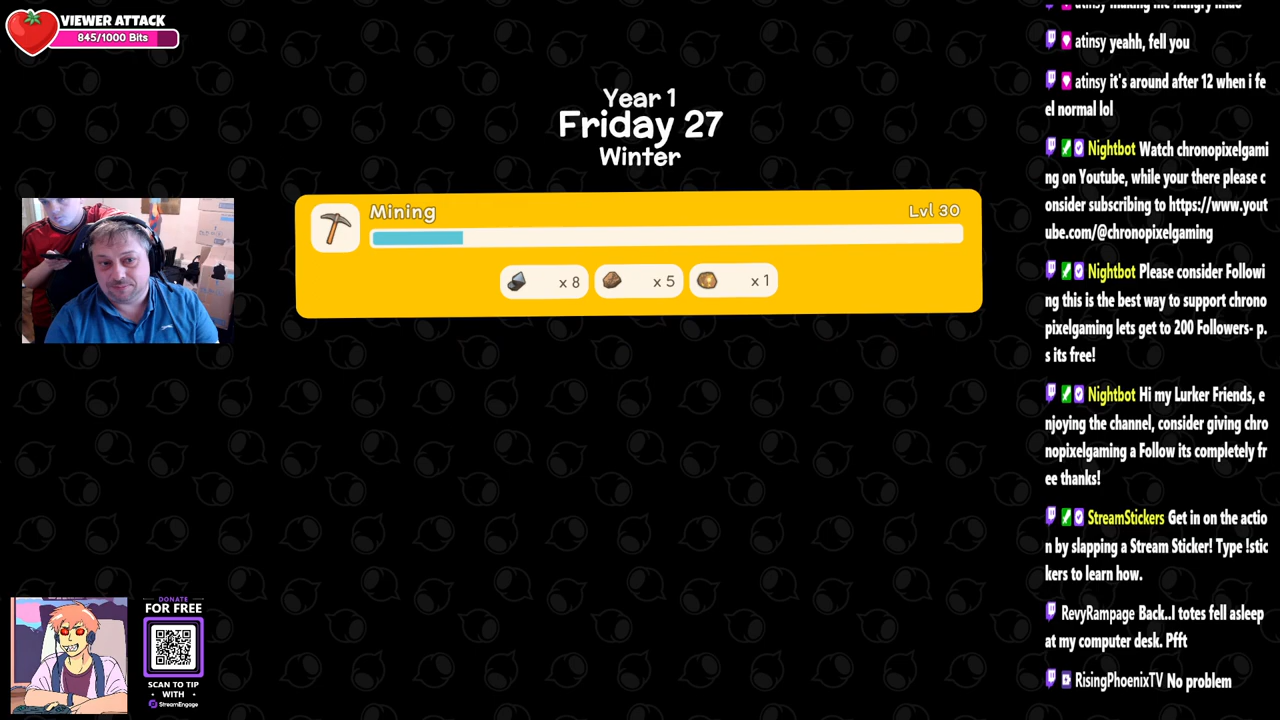 VIEWER ATTACK
845/1000 Bits
Year 1
Friday 27
Winter
Mining
Lvl 30
x 8
x 5
x 1
DONATE
FOR FREE
SCAN TO TIP
• WITH •
StreamEngage
atinsy yeahh, fell you
atinsy it's around after 12 when i fe
el normal lol
Nightbot Watch chronopixelgami
ng on Youtube, while your there please c
onsider subscribing to https://www.yout
ube.com/@chronopixelgaming
Nightbot Please consider Followi
ng this is the best way to support chrono
pixelgaming lets get to 200 Followers- p.
s its free!
Nightbot Hi my Lurker Friends, e
njoying the channel, consider giving chro
nopixelgaming a Follow its completely fr
ee thanks!
StreamStickers Get in on the actio
n by slapping a Stream Sticker! Type !stic
kers to learn how.
RevyRampage Back..I totes fell asleep
at my computer desk. Pfft
RisingPhoenixTV No problem